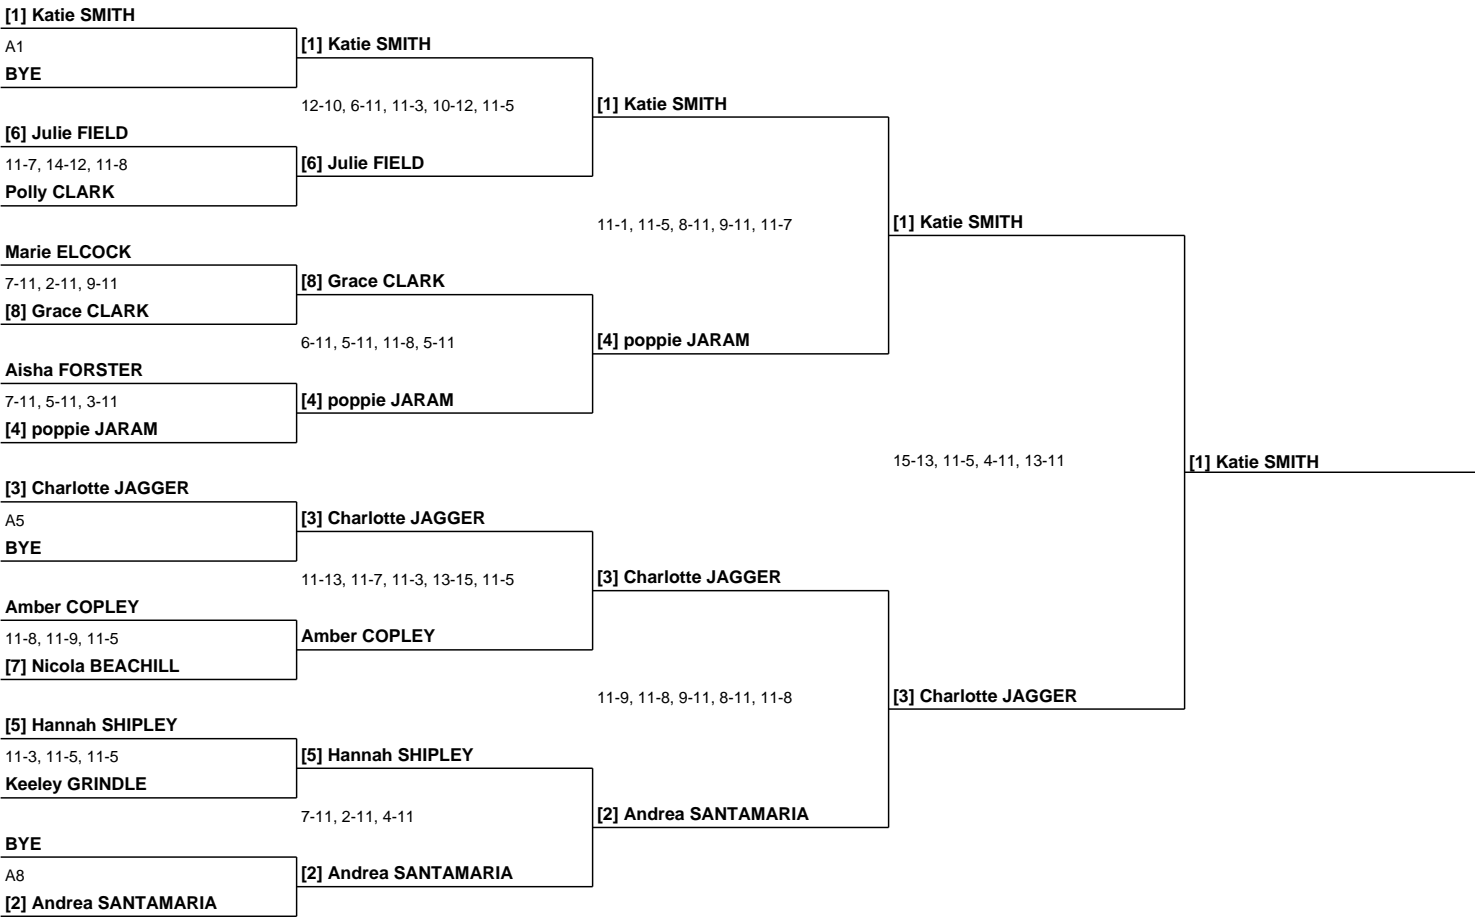 [1] Katie SMITH
A1
BYE
[6] Julie FIELD
11-7, 14-12, 11-8
Polly CLARK
Marie ELCOCK
7-11, 2-11, 9-11
[8] Grace CLARK
Aisha FORSTER
7-11, 5-11, 3-11
[4] poppie JARAM
[3] Charlotte JAGGER
A5
BYE
Amber COPLEY
11-8, 11-9, 11-5
[7] Nicola BEACHILL
[5] Hannah SHIPLEY
11-3, 11-5, 11-5
Keeley GRINDLE
BYE
A8
[2] Andrea SANTAMARIA
[1] Katie SMITH
12-10, 6-11, 11-3, 10-12, 11-5
[6] Julie FIELD
[8] Grace CLARK
6-11, 5-11, 11-8, 5-11
[4] poppie JARAM
[3] Charlotte JAGGER
11-13, 11-7, 11-3, 13-15, 11-5
Amber COPLEY
[5] Hannah SHIPLEY
7-11, 2-11, 4-11
[2] Andrea SANTAMARIA
[1] Katie SMITH
11-1, 11-5, 8-11, 9-11, 11-7
[4] poppie JARAM
[3] Charlotte JAGGER
11-9, 11-8, 9-11, 8-11, 11-8
[2] Andrea SANTAMARIA
[1] Katie SMITH
15-13, 11-5, 4-11, 13-11
[3] Charlotte JAGGER
[1] Katie SMITH